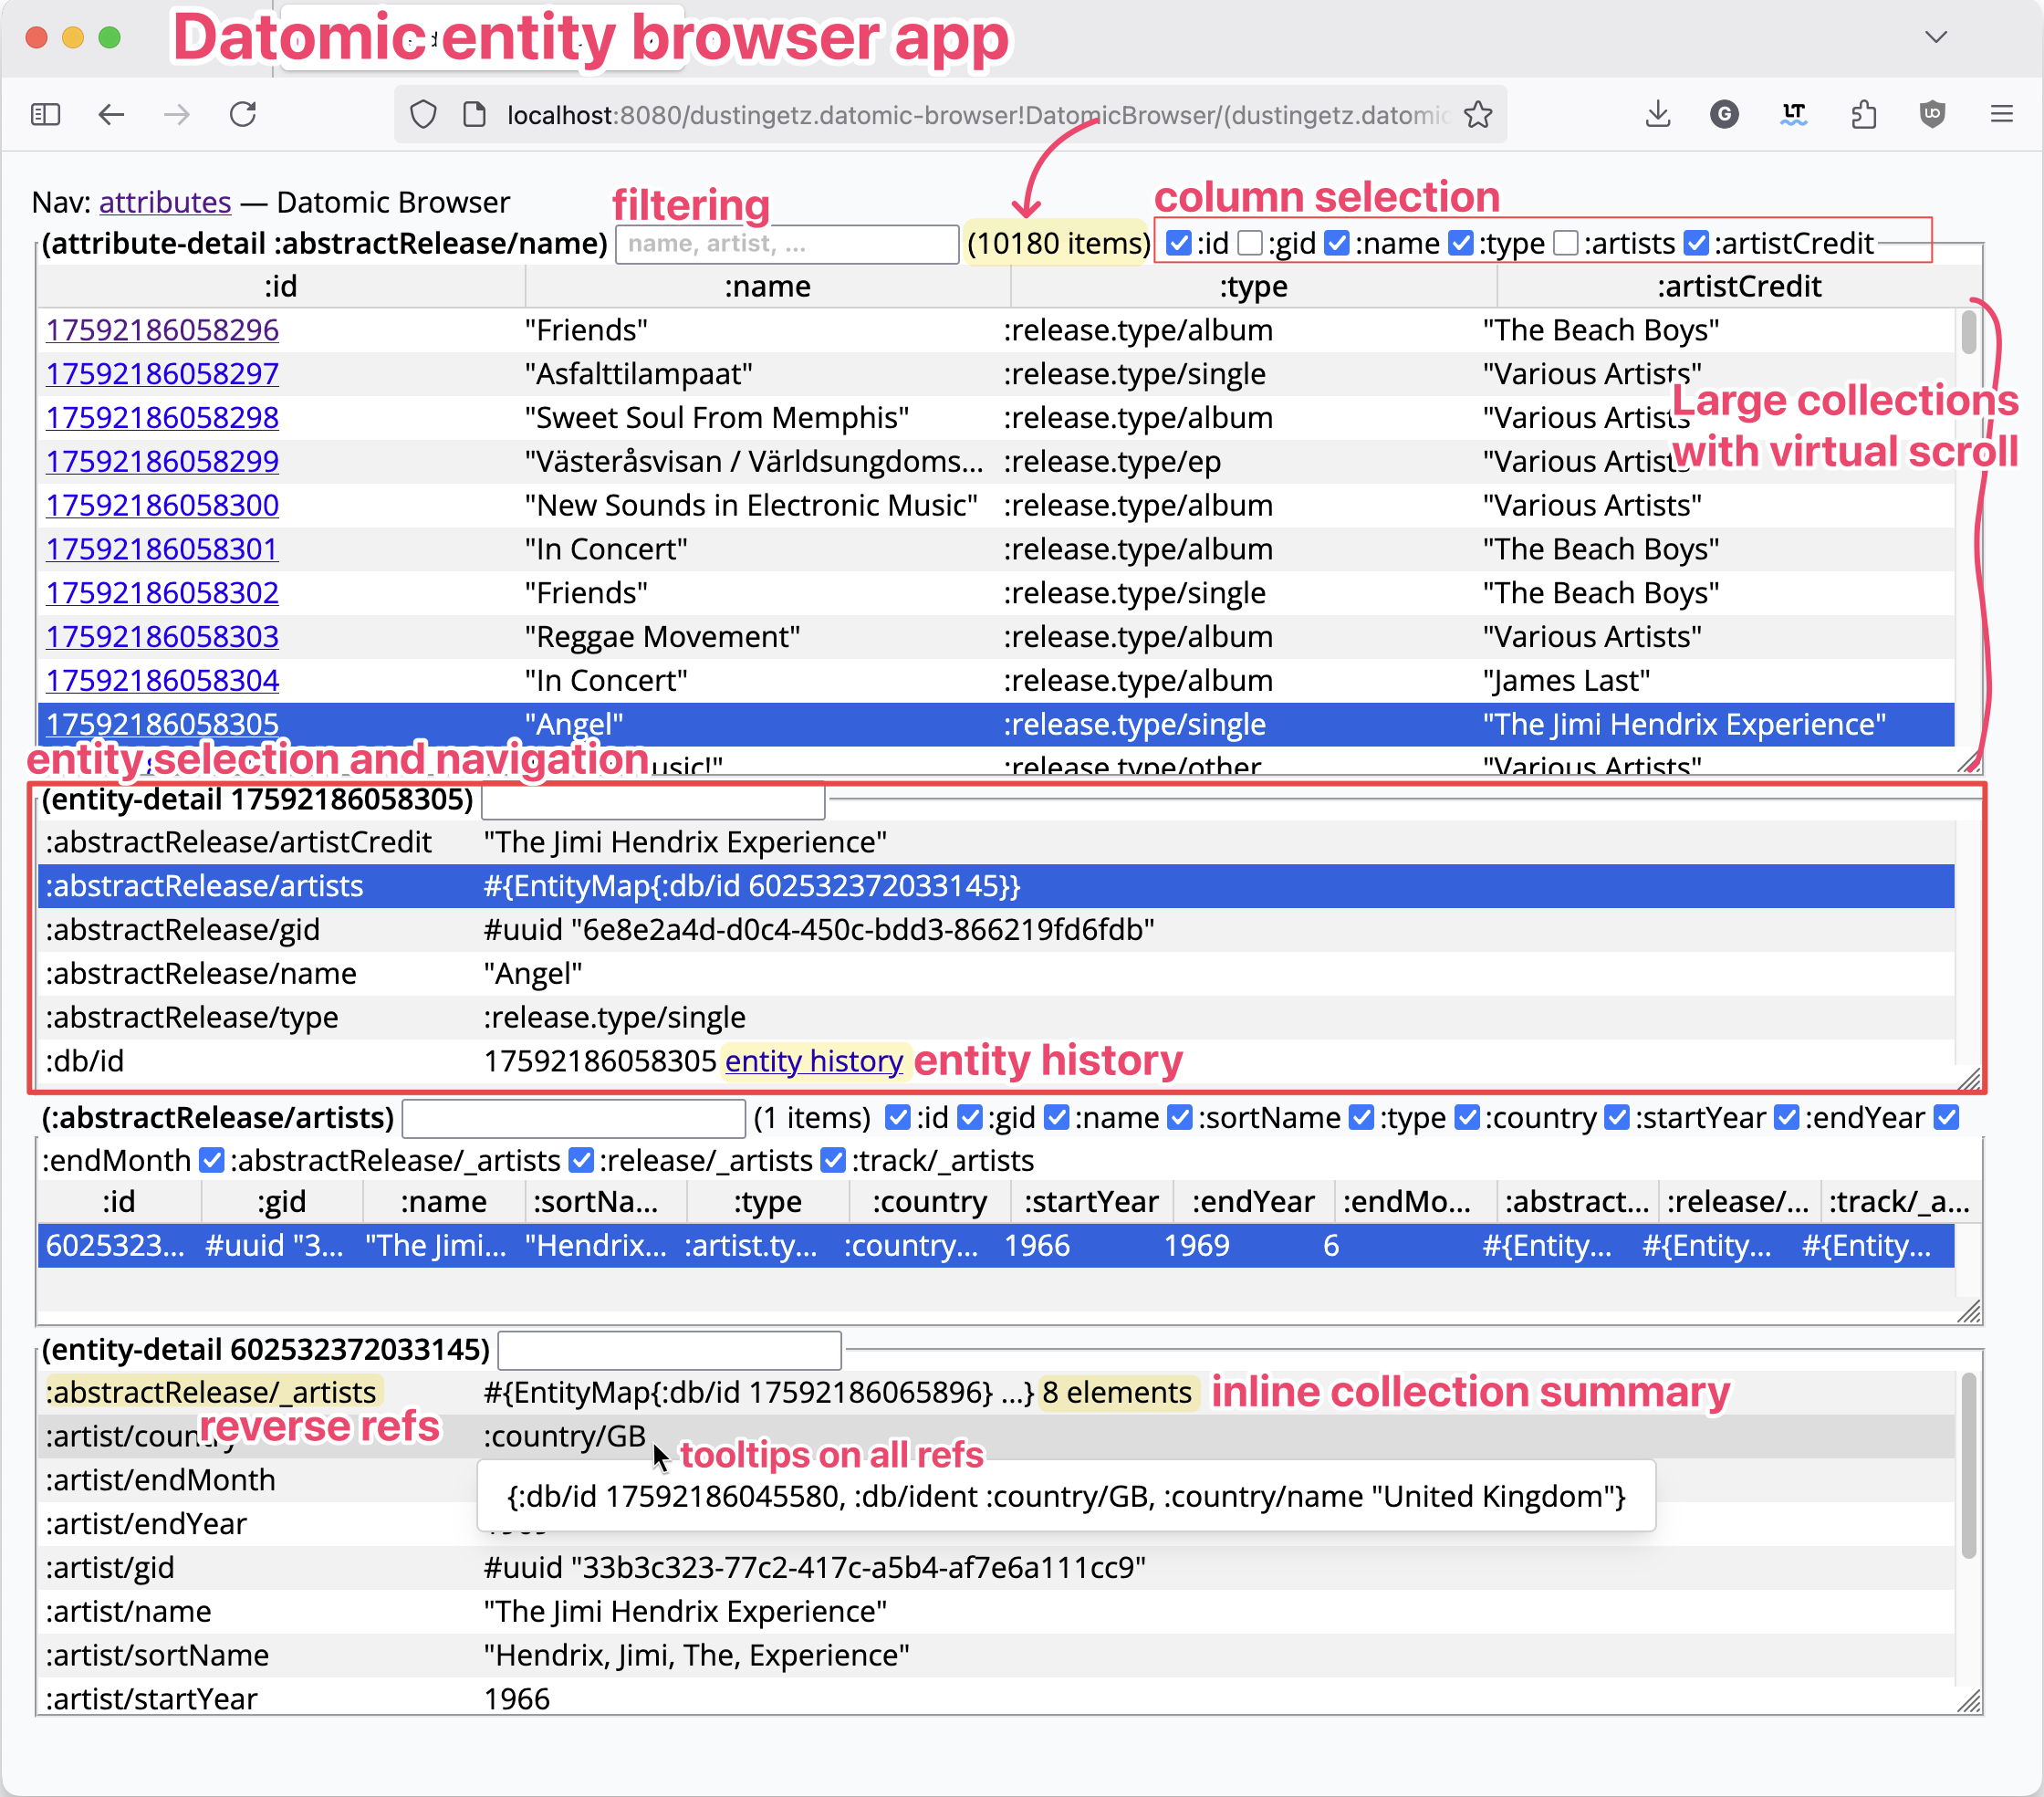 Datomic entity browser app
localhost:8080/dustingetz.datomic-browser!DatomicBrowser/(dustingetz.datomic
G LT UD
Nav: attributes — Datomic Browser
filtering
column selection
(attribute-detail :abstractRelease/name) name, artist, ... (10180 items) :id :gid :name :type :artists :artistCredit
:id :name :type :artistCredit
17592186058296 "Friends" :release.type/album "The Beach Boys"
17592186058297 "Asfalttilampaat" :release.type/single "Various Artists"
Large collections
with virtual scroll
17592186058298 "Sweet Soul From Memphis" :release.type/album "Various Artists"
17592186058299 "Västeråsvisan / Världsungdoms... :release.type/ep "Various Artists"
17592186058300 "New Sounds in Electronic Music" :release.type/album "Various Artists"
17592186058301 "In Concert" :release.type/album "The Beach Boys"
17592186058302 "Friends" :release.type/single "The Beach Boys"
17592186058303 "Reggae Movement" :release.type/album "Various Artists"
17592186058304 "In Concert" :release.type/album "James Last"
17592186058305 "Angel" :release.type/single "The Jimi Hendrix Experience"
entity selection and navigation
usic!" :release.type/other "Various Artists"
(entity-detail 17592186058305)
:abstractRelease/artistCredit "The Jimi Hendrix Experience"
:abstractRelease/artists #{EntityMap{:db/id 602532372033145}}
:abstractRelease/gid #uuid "6e8e2a4d-d0c4-450c-bdd3-866219fd6fdb"
:abstractRelease/name "Angel"
:abstractRelease/type :release.type/single
:db/id 17592186058305 entity history entity history
(:abstractRelease/artists) (1 items) :id :gid :name :sortName :type :country :startYear :endYear
:endMonth :abstractRelease/_artists :release/_artists :track/_artists
:id :gid :name :sortNa... :type :country :startYear :endYear :endMo... :abstract... :release/... :track/_a...
6025323... #uuid "3... "The Jimi... "Hendrix... :artist.ty... :country... 1966 1969 6 #{Entity... #{Entity... #{Entity...
(entity-detail 602532372033145)
:abstractRelease/_artists #{EntityMap{:db/id 17592186065896} ...} 8 elements inline collection summary
reverse refs
:artist/country :country/GB
tooltips on all refs
:artist/endMonth
{:db/id 17592186045580, :db/ident :country/GB, :country/name "United Kingdom"}
:artist/endYear 1969
:artist/gid #uuid "33b3c323-77c2-417c-a5b4-af7e6a111cc9"
:artist/name "The Jimi Hendrix Experience"
:artist/sortName "Hendrix, Jimi, The, Experience"
:artist/startYear 1966